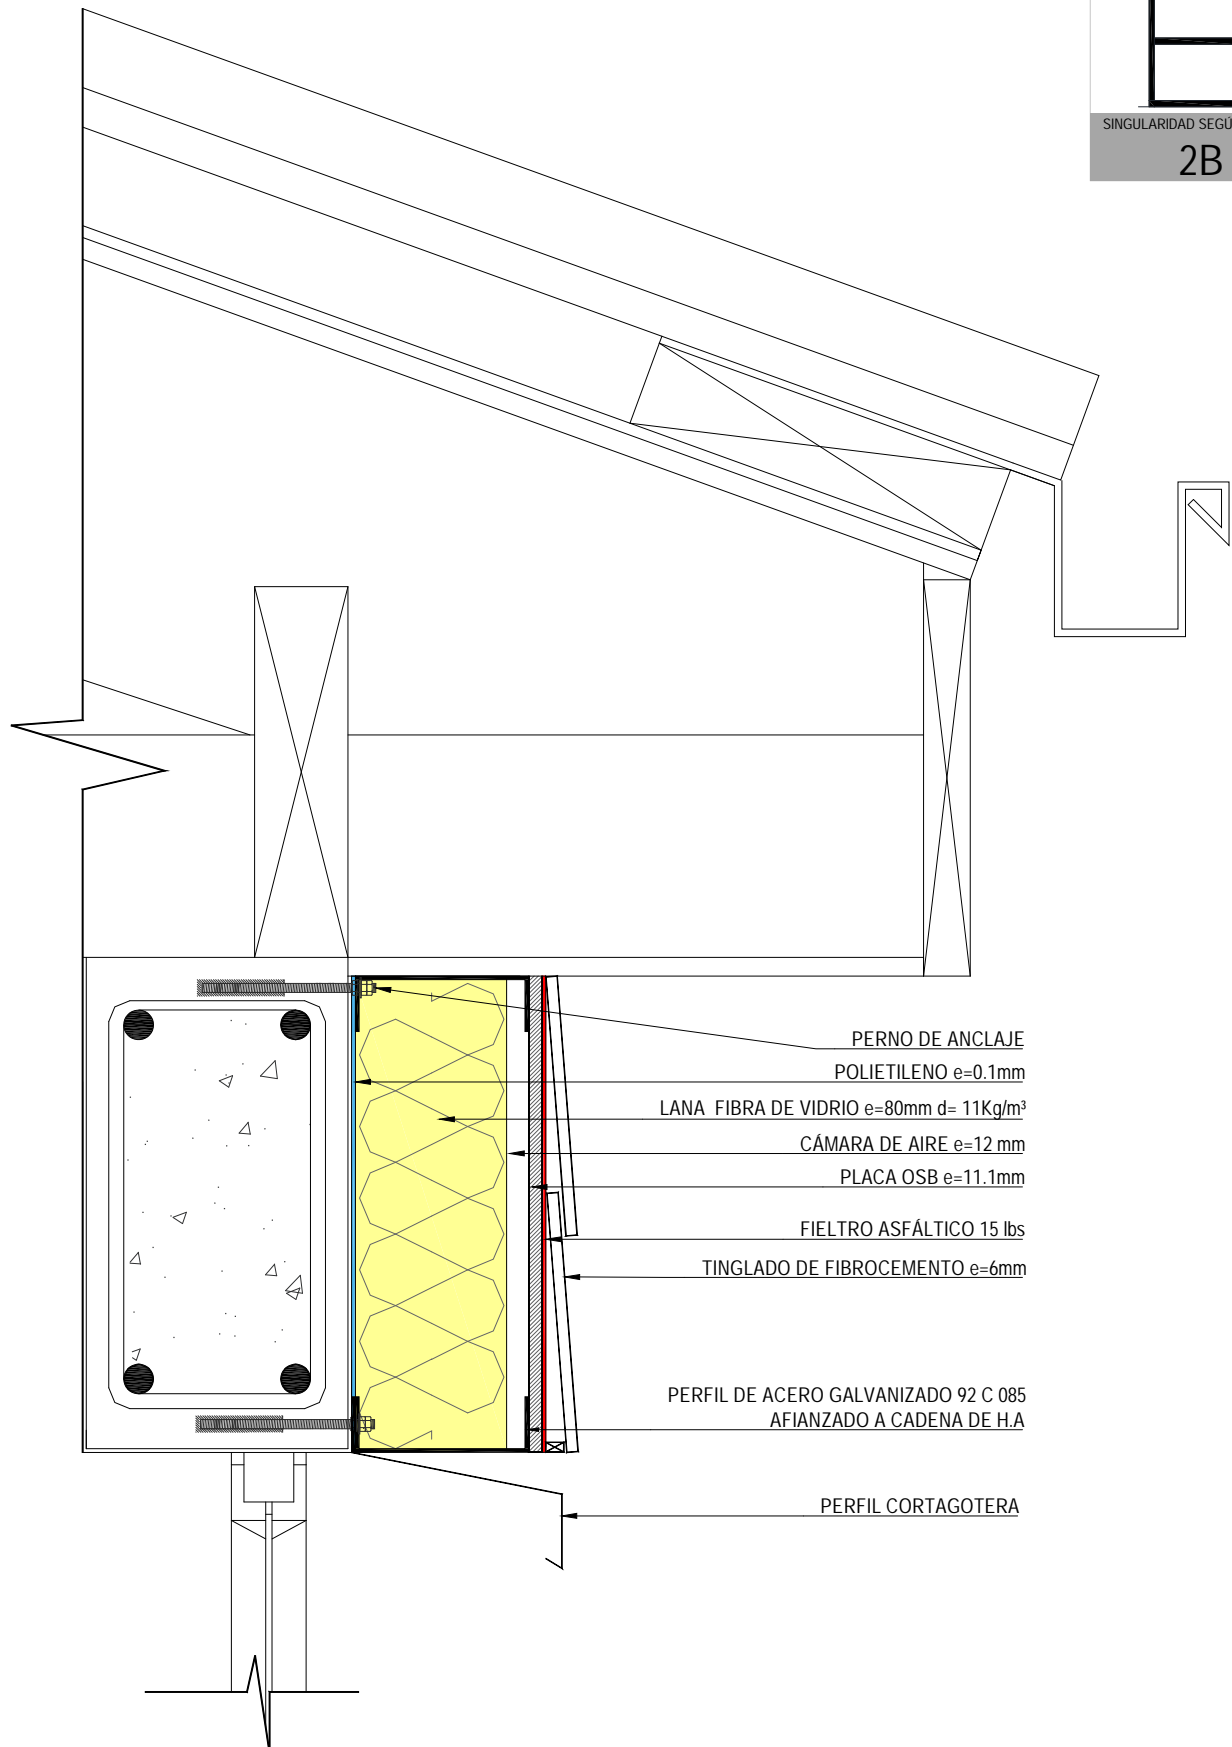 SINGULARIDAD SEGÚ
2B
PERNO DE ANCLAJE
POLIETILENO e=0.1mm
LANA FIBRA DE VIDRIO e=80mm d= 11Kg/m³
CÁMARA DE AIRE e=12 mm
PLACA OSB e=11.1mm
FIELTRO ASFÁLTICO 15 lbs
TINGLADO DE FIBROCEMENTO e=6mm
PERFIL DE ACERO GALVANIZADO 92 C 085
AFIANZADO A CADENA DE H.A
PERFIL CORTAGOTERA